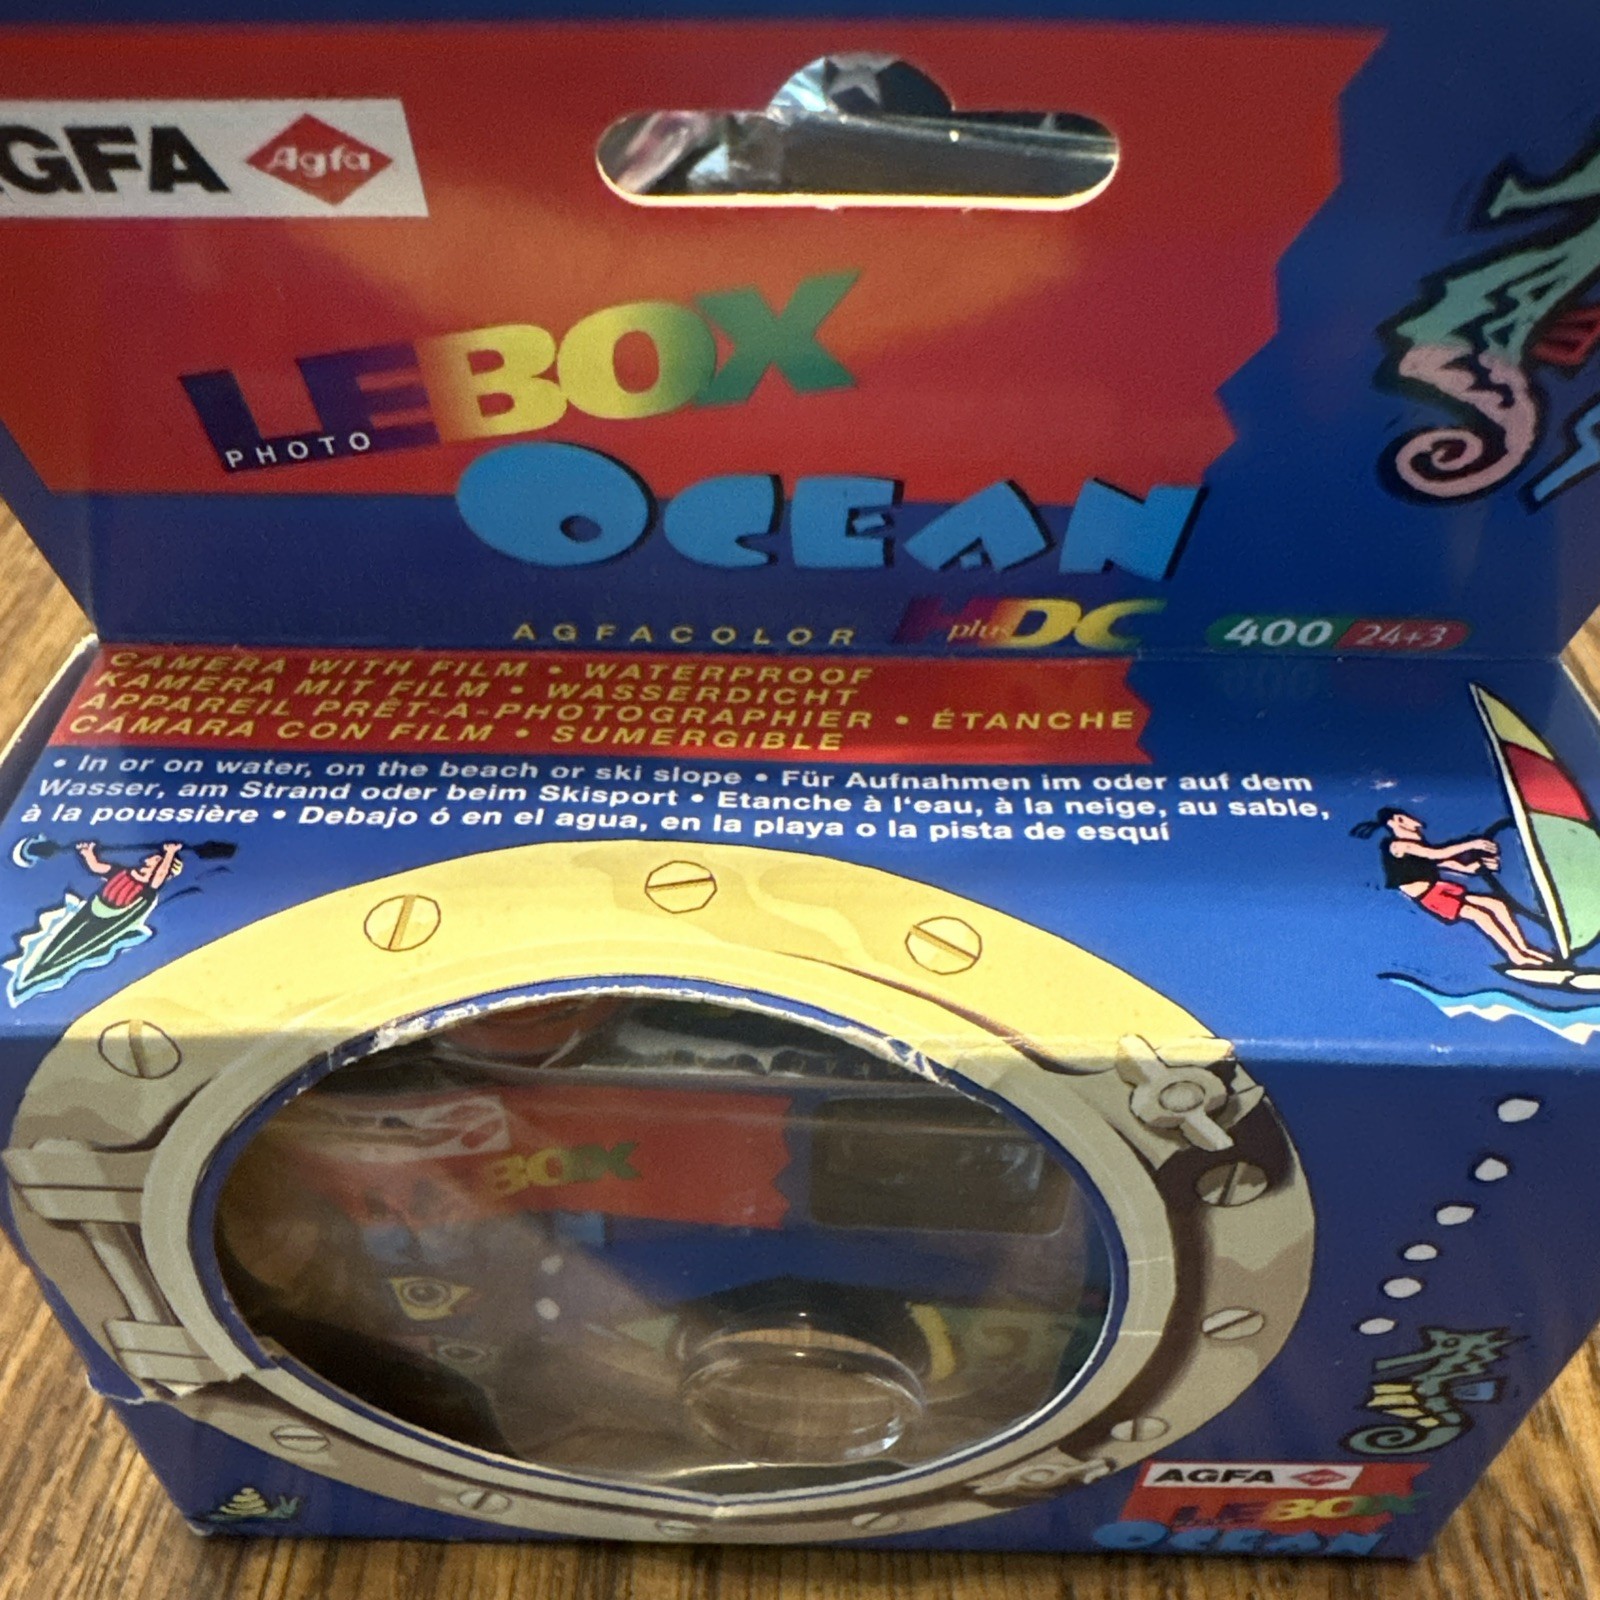 AGFA Agfa
LEBOX
PHOTO
OCEAN
AGFACOLOR HDC plus 400 24+3
CAMERA WITH FILM • WATERPROOF
KAMERA MIT FILM • WASSERDICHT
APPAREIL PRÊT-A-PHOTOGRAPHIER • ÉTANCHE
CAMARA CON FILM • SUMERGIBLE
• In or on water, on the beach or ski slope • Für Aufnahmen im oder auf dem
Wasser, am Strand oder beim Skisport • Etanche à l'eau, à la neige, au sable,
à la poussière • Debajo ó en el agua, en la playa o la pista de esquí
BOX
AGFA Agfa
LEBOX
OCEAN